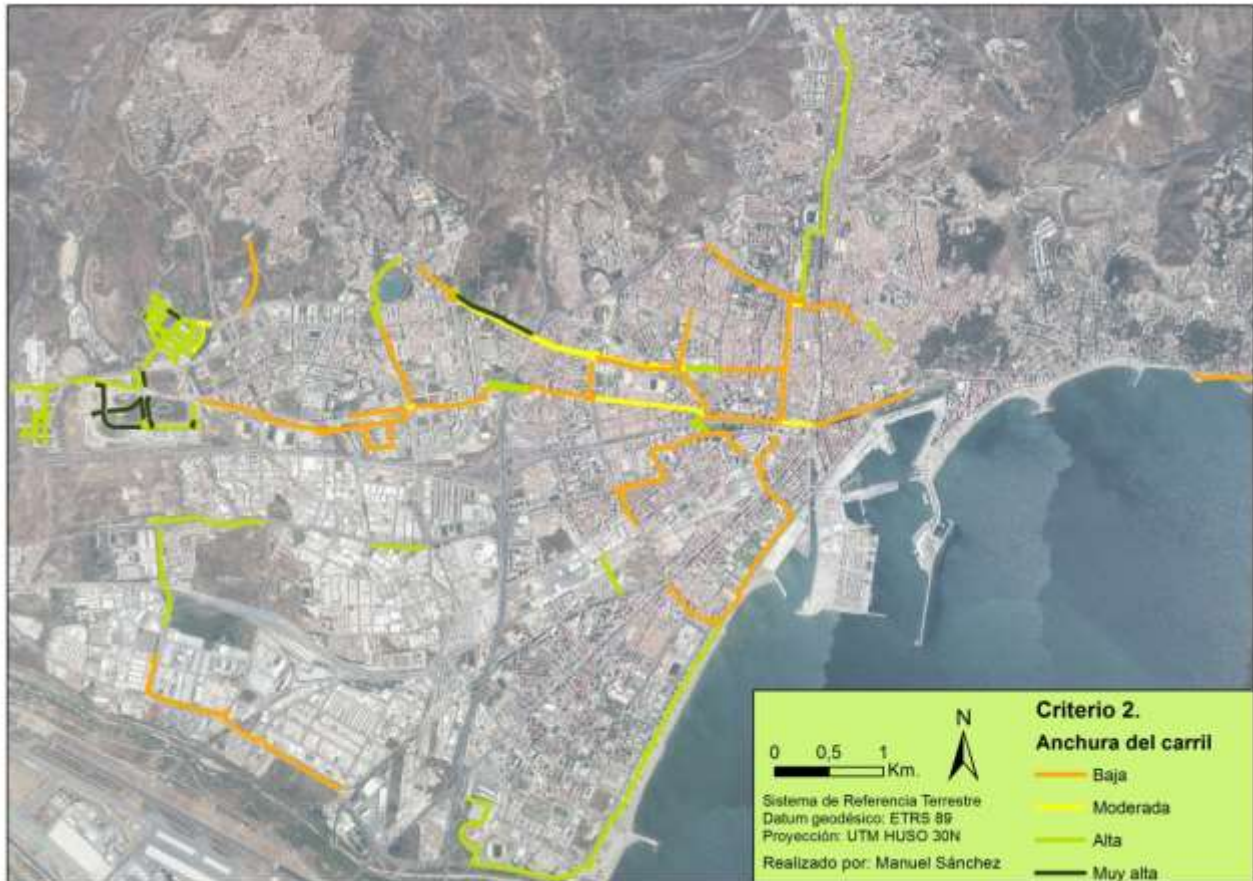 Criterio 2.
Anchura del carril
Baja
Moderada
Alta
Muy alta
N
0 0,5 1
Km.
Sistema de Referencia Terrestre
Datum geodésico: ETRS 89
Proyección: UTM HUSO 30N
Realizado por: Manuel Sánchez